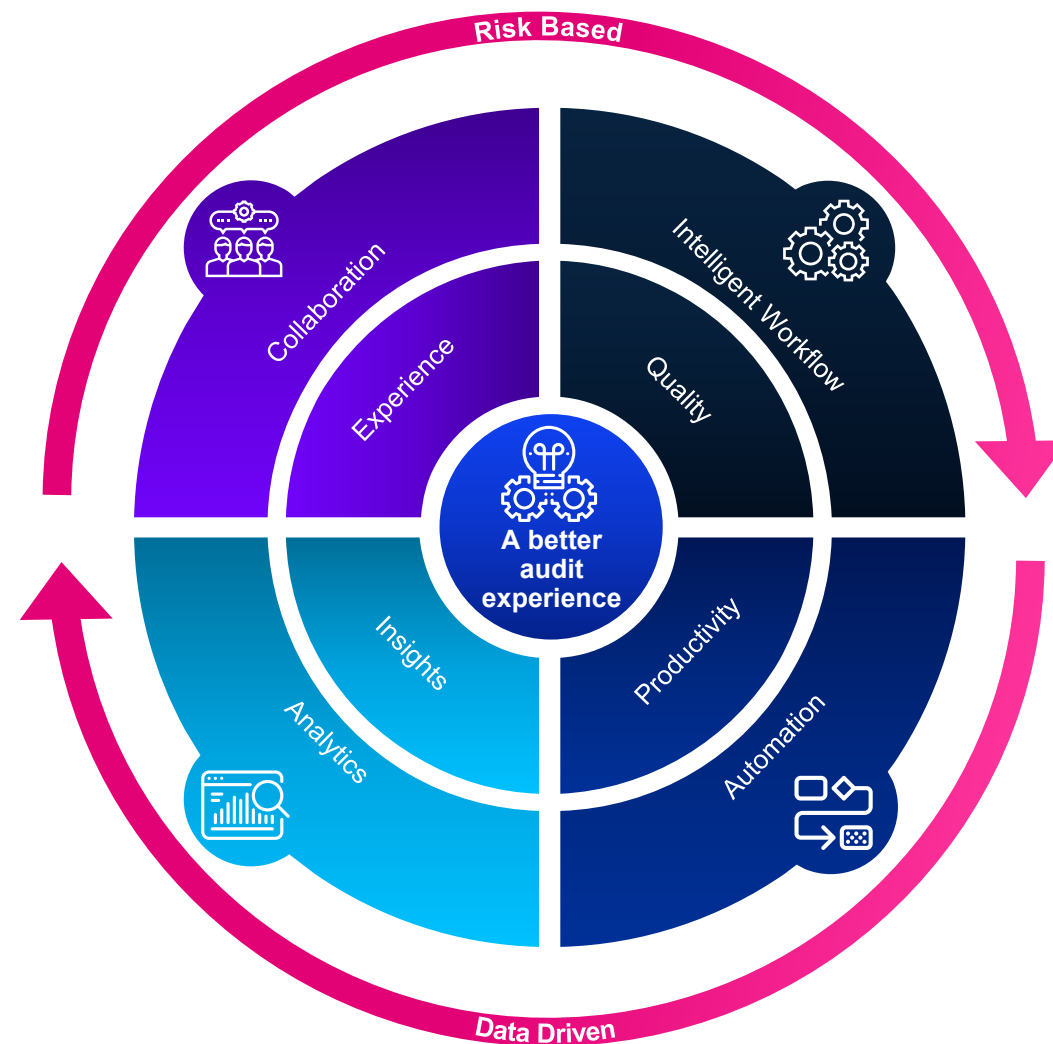 Risk Based
Collaboration
Intelligent Workflow
Experience
Quality
A better
audit
experience
Insights
Productivity
Analytics
Automation
Data Driven